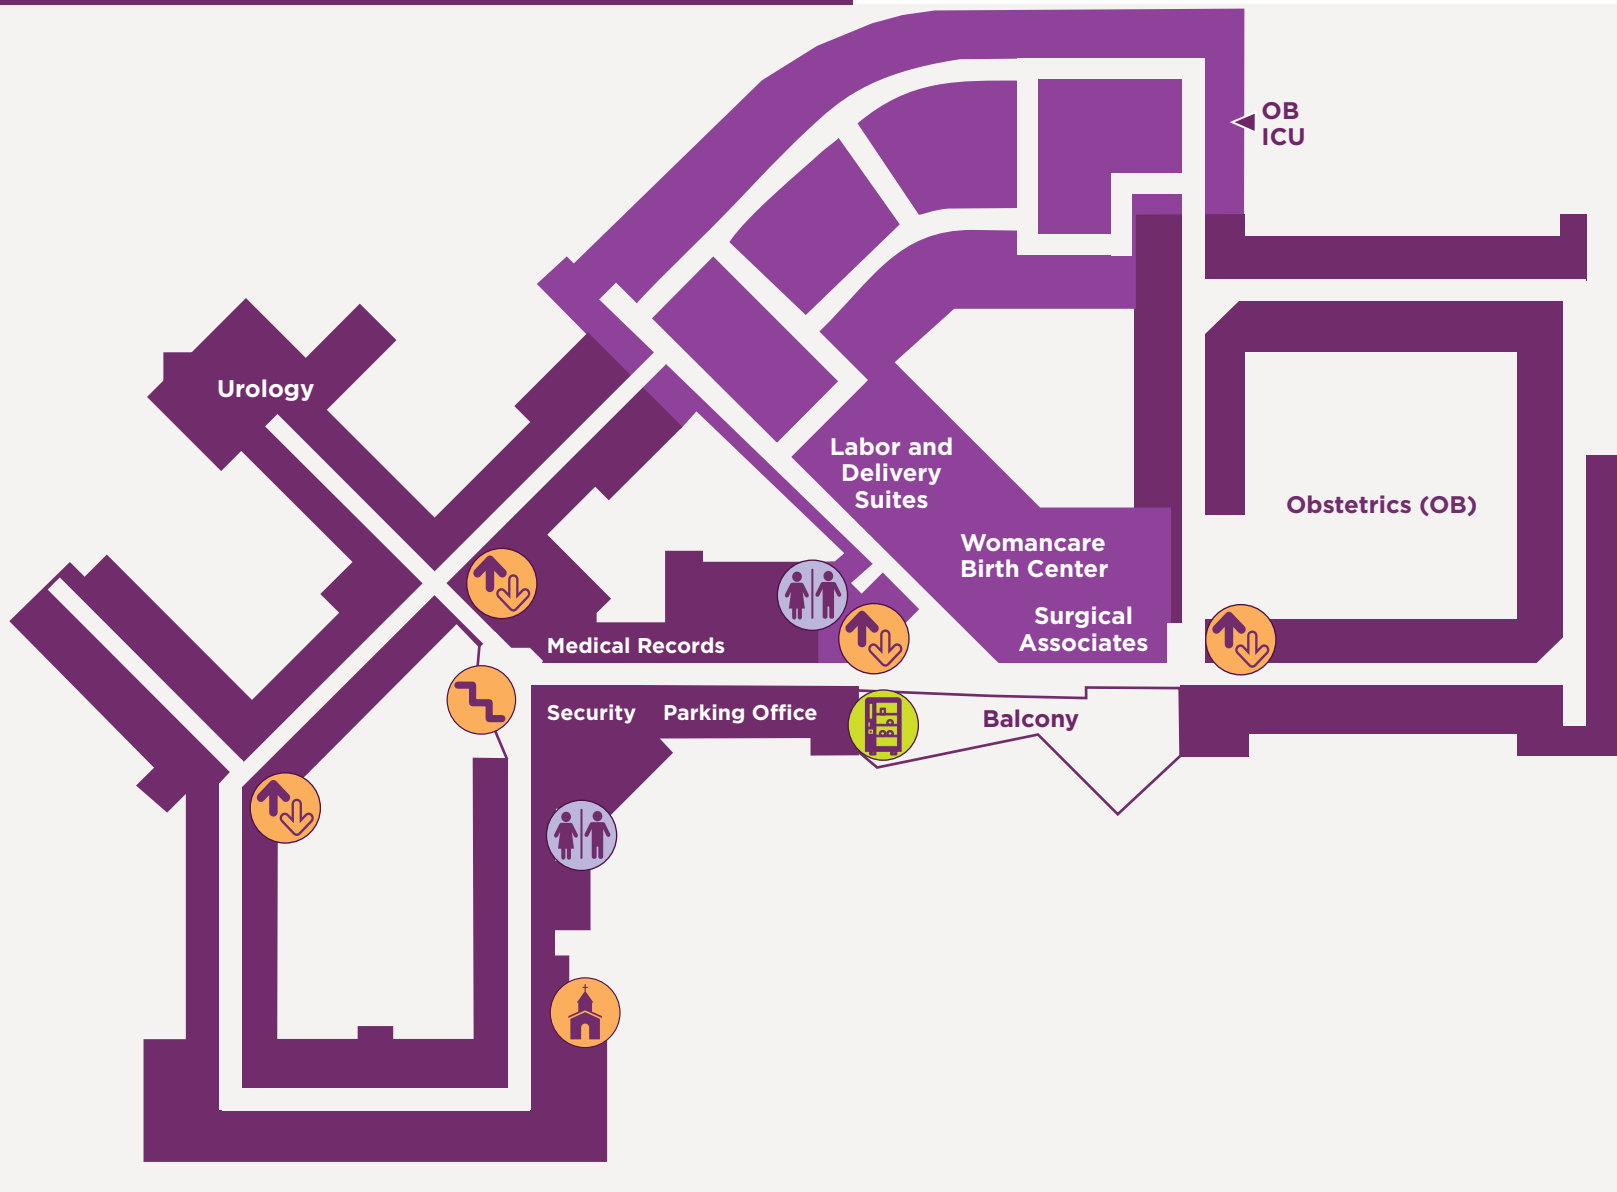 OB
ICU
Urology
Labor and
Delivery
Suites
Obstetrics (OB)
Womancare
Birth Center
Surgical
Associates
Medical Records
Security
Parking Office
Balcony